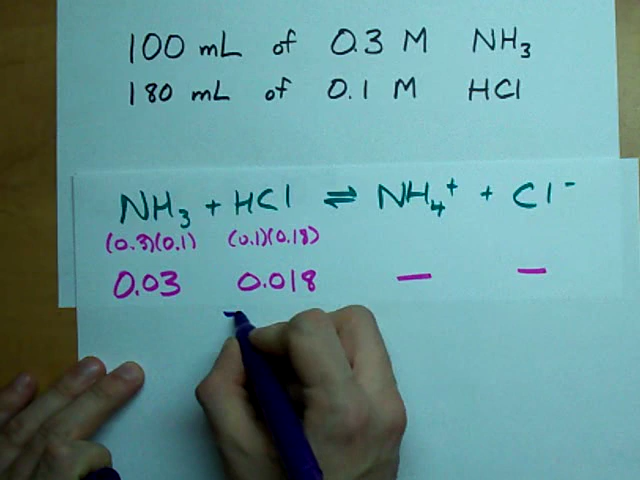 100 mL of 0.3 M NH₃
180 mL of 0.1 M HCl
NH₃ + HCl ⇌ NH₄⁺ + Cl⁻
(0.3)(0.1) (0.1)(0.18)
0.03 0.018 — —